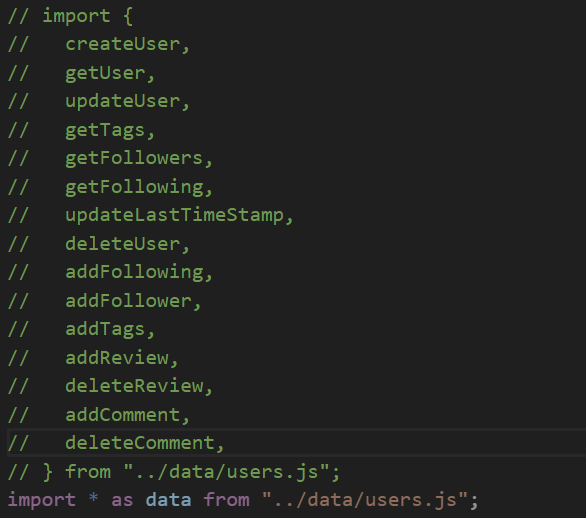 // import {
//   createUser,
//   getUser,
//   updateUser,
//   getTags,
//   getFollowers,
//   getFollowing,
//   updateLastTimeStamp,
//   deleteUser,
//   addFollowing,
//   addFollower,
//   addTags,
//   addReview,
//   deleteReview,
//   addComment,
//   deleteComment,
// } from "../data/users.js";
import * as data from "../data/users.js";